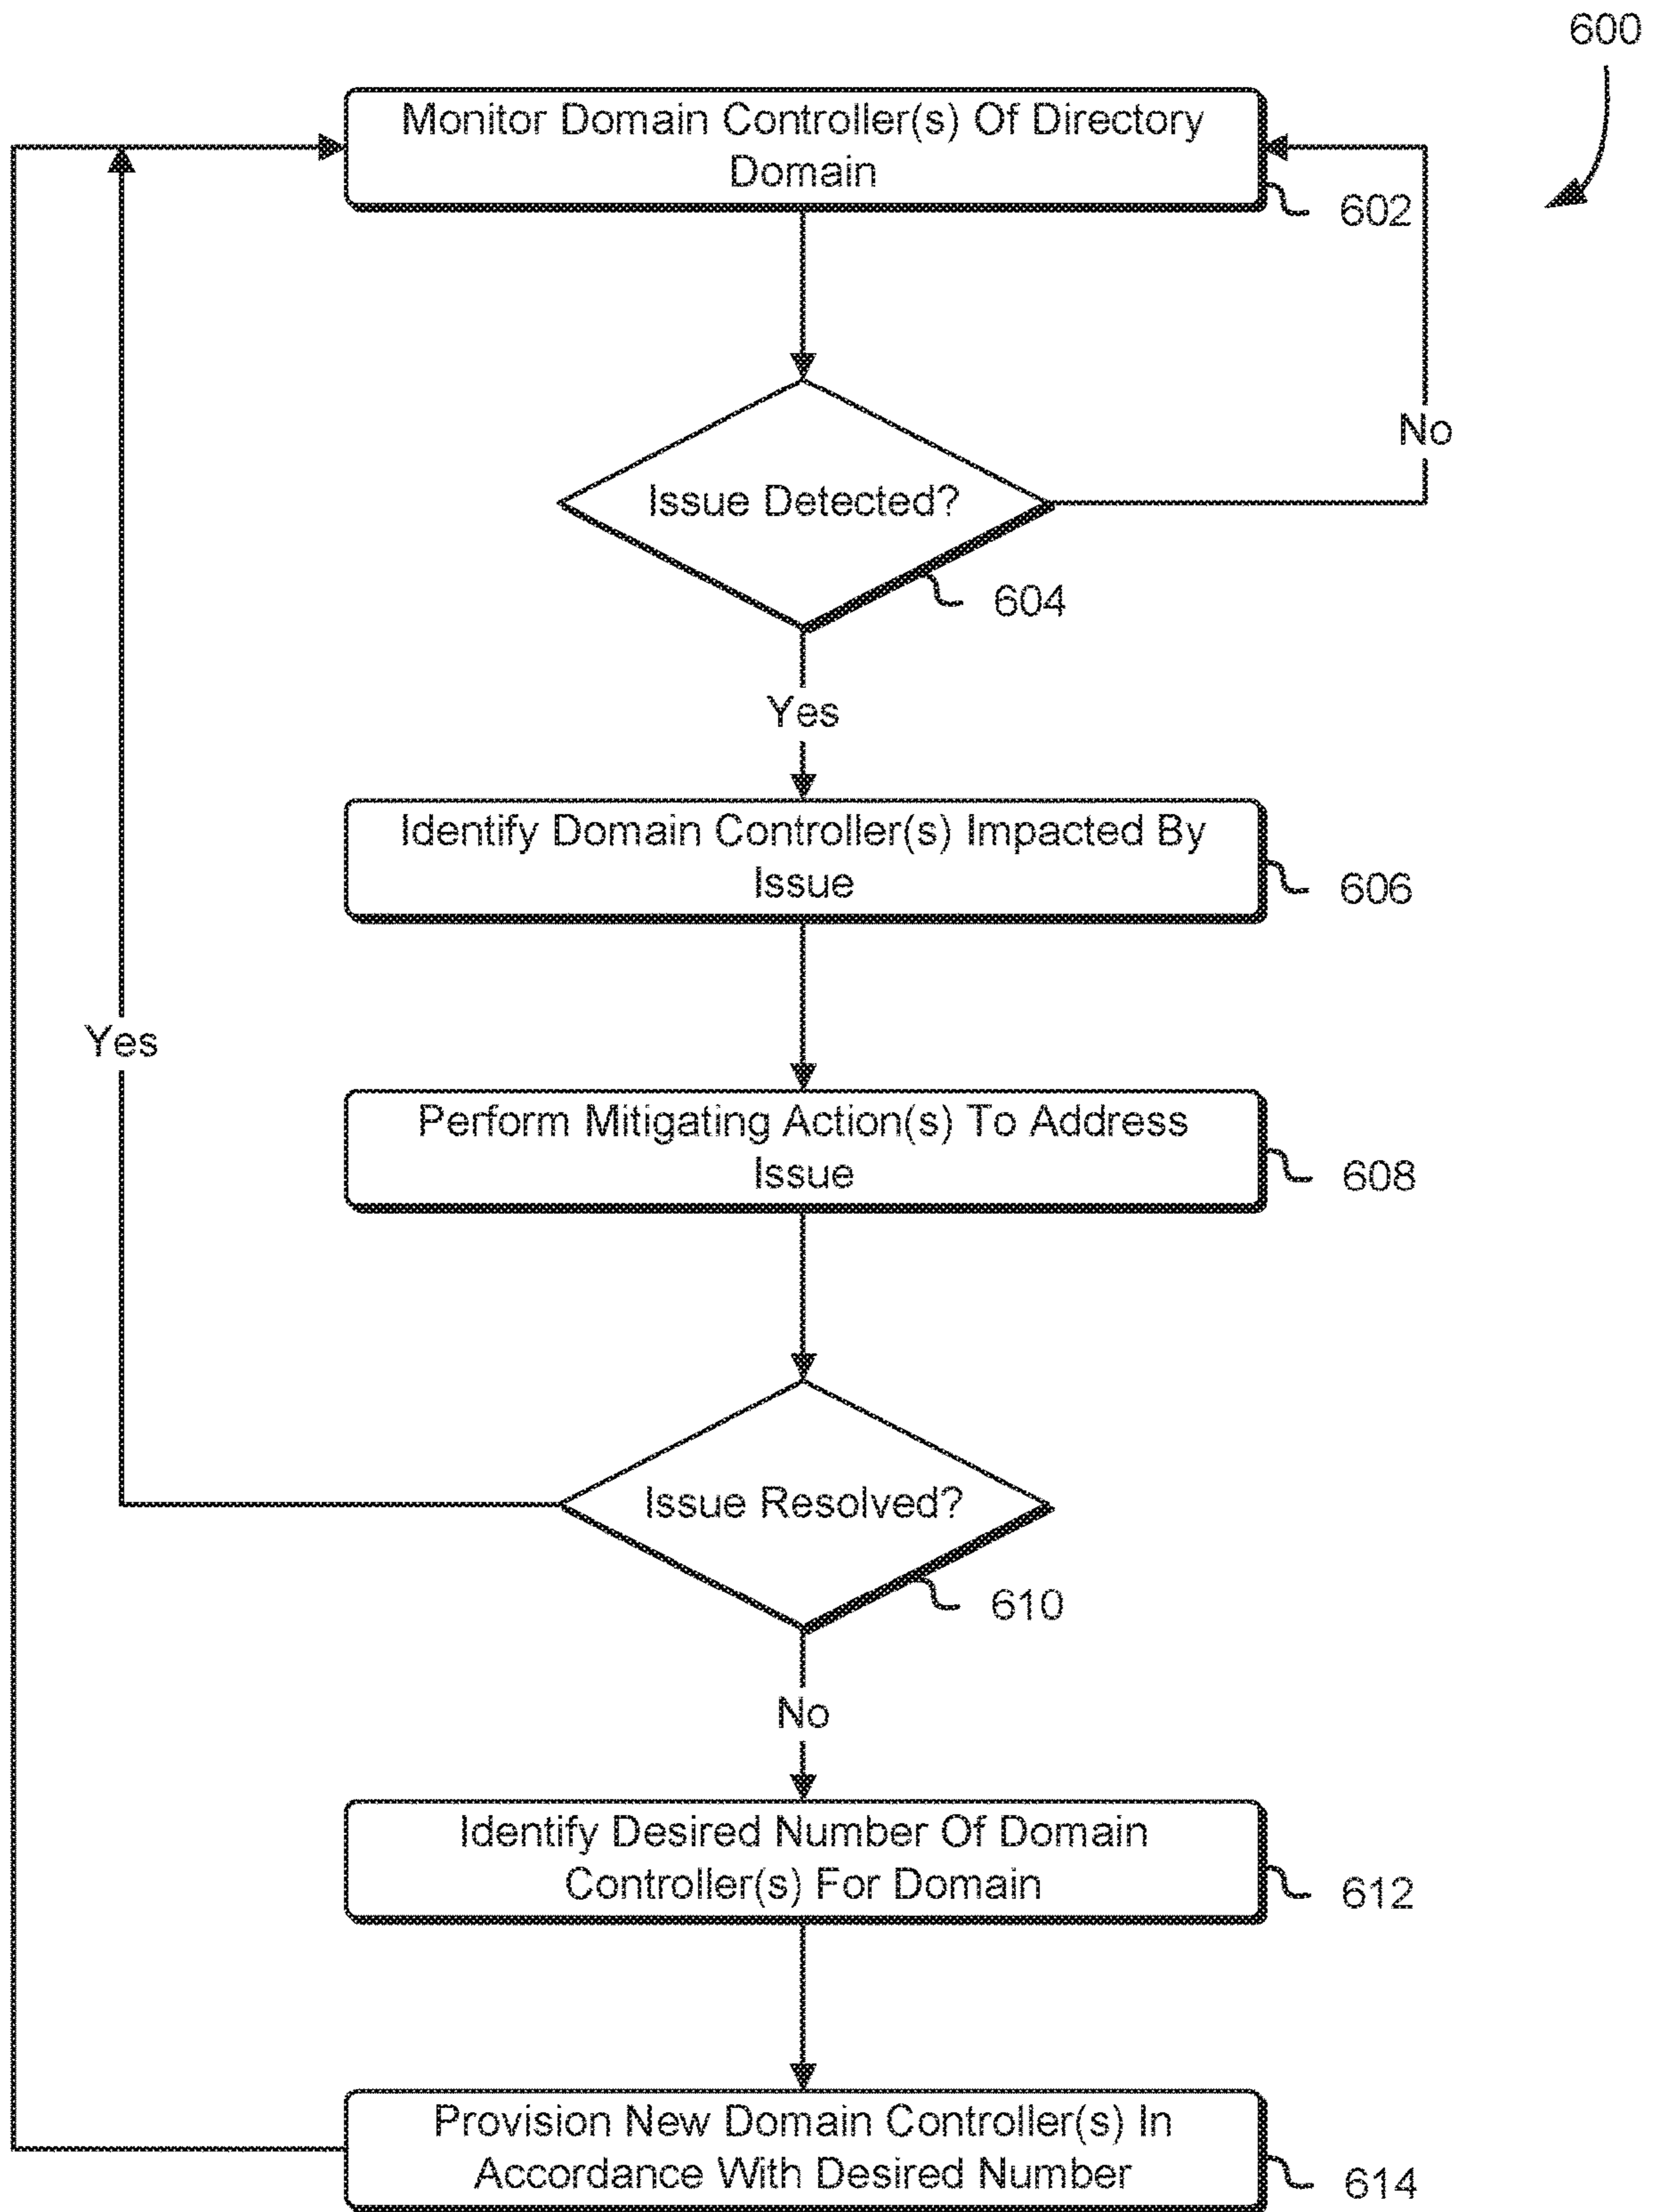 600
Monitor Domain Controller(s) Of Directory
Domain
602
No
Issue Detected?
604
Yes
Identify Domain Controller(s) Impacted By
Issue
606
Yes
Perform Mitigating Action(s) To Address
Issue
608
Issue Resolved?
610
No
Identify Desired Number Of Domain
Controller(s) For Domain
612
Provision New Domain Controller(s) In
Accordance With Desired Number
614